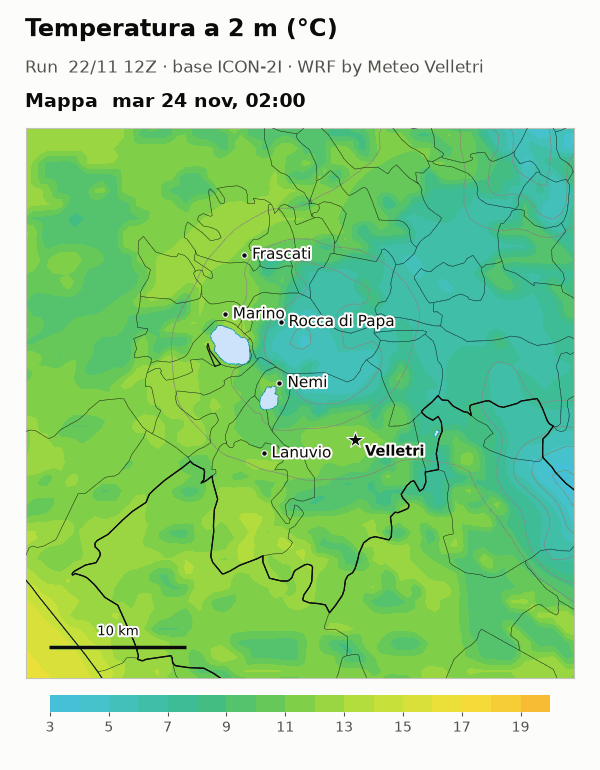 Temperatura a 2 m (°C)
Run  22/11 12Z · base ICON-2I · WRF by Meteo Velletri
Mappa  mar 24 nov, 02:00
Frascati
Marino
Rocca di Papa
Nemi
Velletri
Lanuvio
10 km
3 5 7 9 11 13 15 17 19